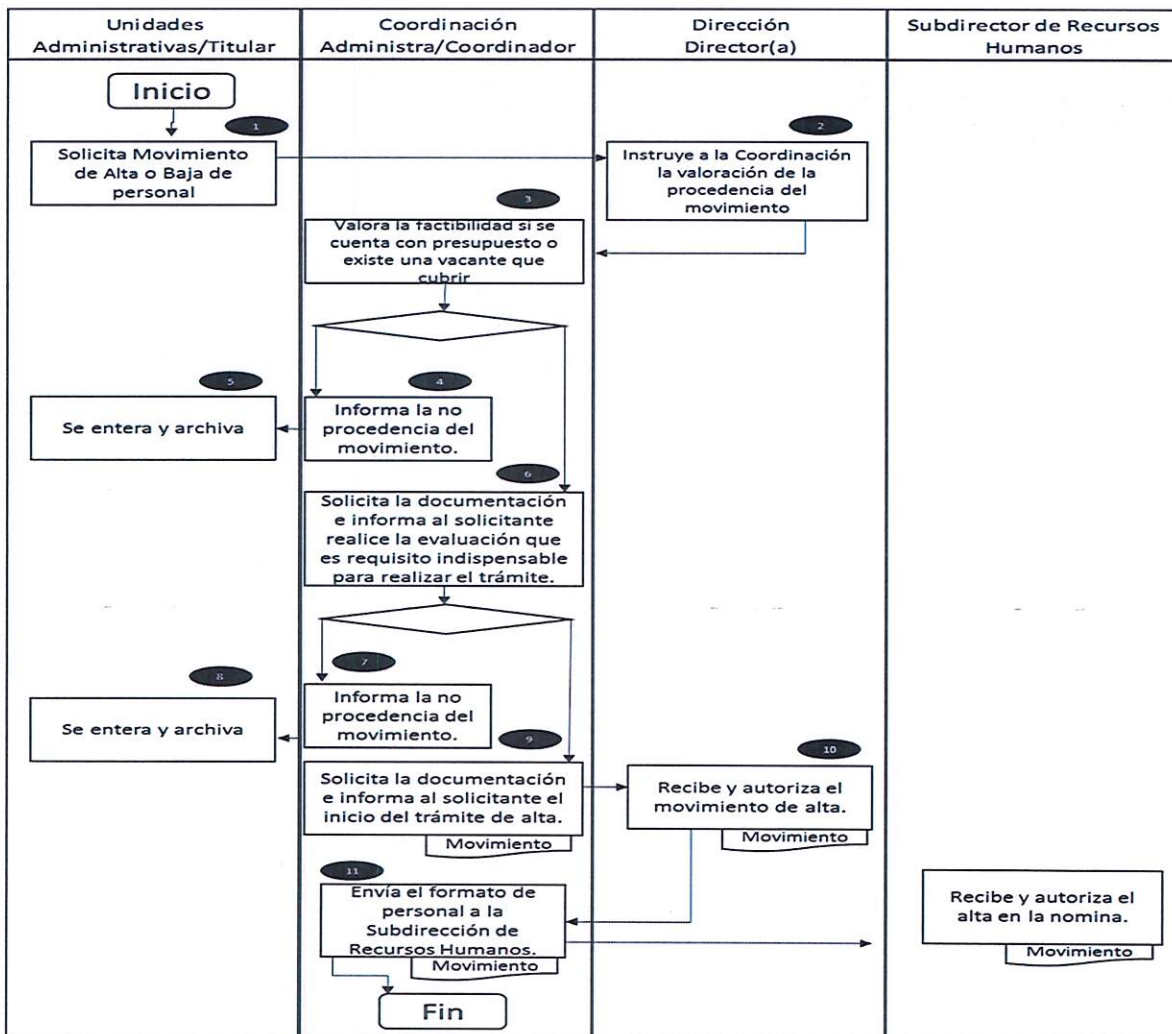 Unidades
Administrativas/Titular
Coordinación
Administra/Coordinador
Dirección
Director(a)
Subdirector de Recursos
Humanos
Inicio
1
Solicita Movimiento
de Alta o Baja de
personal
2
Instruye a la Coordinación
la valoración de la
procedencia del
movimiento
3
Valora la factibilidad si se
cuenta con presupuesto o
existe una vacante que
cubrir
4
Informa la no
procedencia del
movimiento.
5
Se entera y archiva
6
Solicita la documentación
e informa al solicitante
realice la evaluación que
es requisito indispensable
para realizar el trámite.
7
Informa la no
procedencia del
movimiento.
8
Se entera y archiva
9
Solicita la documentación
e informa al solicitante el
inicio del trámite de alta.
Movimiento
10
Recibe y autoriza el
movimiento de alta.
Movimiento
11
Envía el formato de
personal a la
Subdirección de
Recursos Humanos.
Movimiento
Recibe y autoriza el
alta en la nomina.
Movimiento
Fin